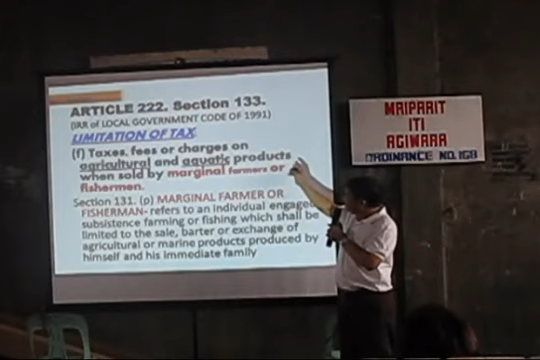 ARTICLE 222. Section 133.
(IRR of LOCAL GOVERNMENT CODE OF 1991)
LIMITATION OF TAX.
(f) Taxes, fees or charges on
agricultural and aquatic products
when sold by marginal farmers or
fishermen.
Section 131. (p) MARGINAL FARMER OR
FISHERMAN- refers to an individual engaged
subsistence farming or fishing which shall be
limited to the sale, barter or exchange of
agricultural or marine products produced by
himself and his immediate family
MAIPARIT
ITI
AGIWARA
ORDINANCE NO. 168